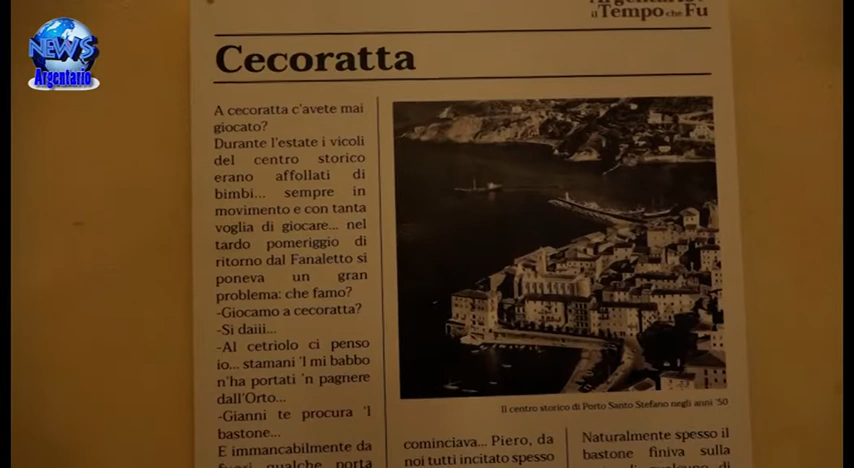 NEWS
Argentario
il Tempo che Fu
Cecoratta
A cecoratta c'avete mai
giocato?
Durante l'estate i vicoli
del centro storico
erano affollati di
bimbi... sempre in
movimento e con tanta
voglia di giocare... nel
tardo pomeriggio di
ritorno dal Fanaletto si
poneva un gran
problema: che famo?
-Giocamo a cecoratta?
-Si daiii...
-Al cetriolo ci penso
io... stamani 'l mi babbo
n'ha portati 'n pagnere
dall'Orto...
-Gianni te procura 'l
bastone...
E immancabilmente da
fuori qualche porta
Il centro storico di Porto Santo Stefano negli anni '50
cominciava... Piero, da
noi tutti incitato spesso
Naturalmente spesso il
bastone finiva sulla